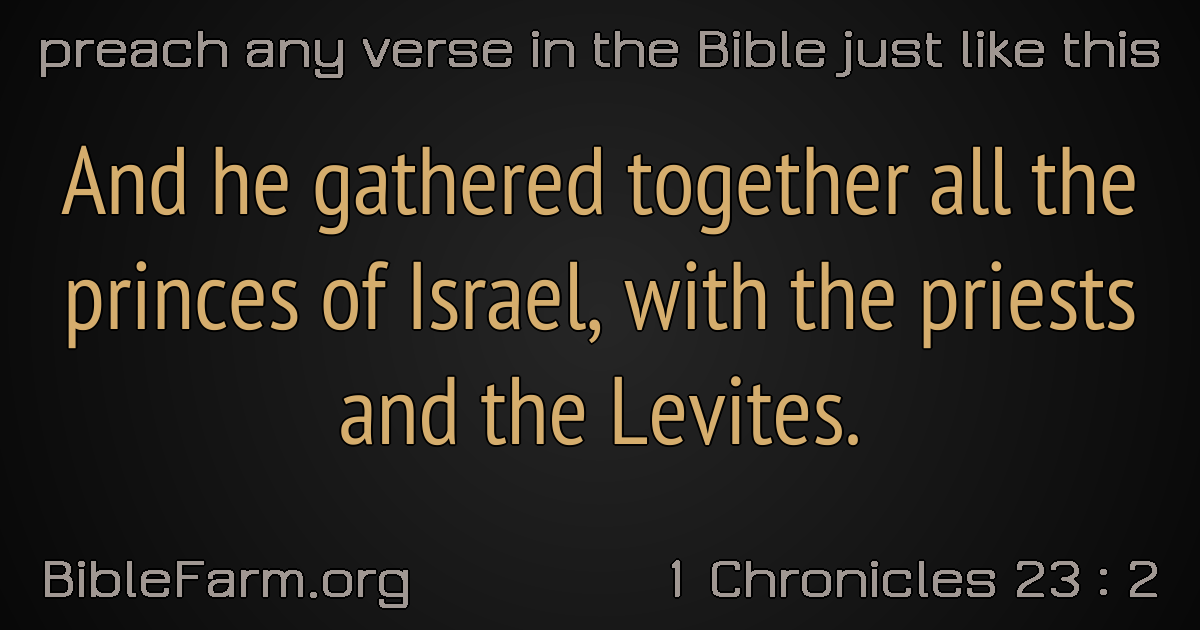 preach any verse in the Bible just like this
And he gathered together all the
princes of Israel, with the priests
and the Levites.
BibleFarm.org
1 Chronicles 23 : 2